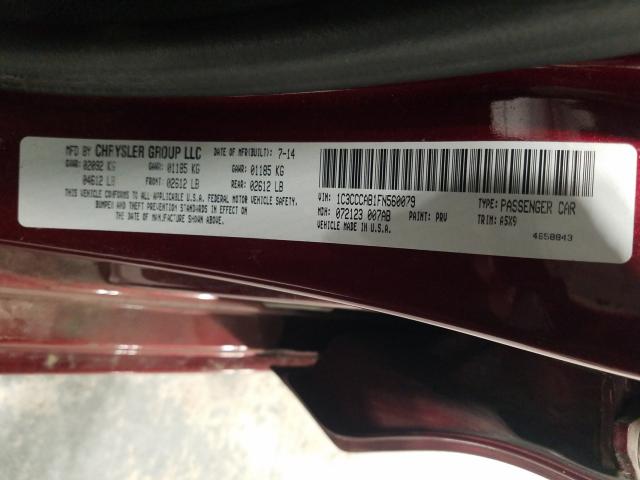 MFD BY CHRYSLER GROUP LLC DATE OF MFR(BUILT): 7-14
GVWR: 02092 KG GAWR: 01185 KG GAWR: 01185 KG
04612 LB FRONT: 02612 LB REAR: 02612 LB
THIS VEHICLE CONFORMS TO APPLICABLE U.S.A. FEDERAL MOTOR VEHICLE SAFETY,
BUMPER AND THEFT PREVENTION STANDARDS IN EFFECT ON
THE DATE OF MANUFACTURE SHOWN ABOVE.
VIN: 1C3CCCAB1FN560079 TYPE: PASSENGER CAR
MDH: 072123 007AB PAINT: PRV TRIM: A5X9
VEHICLE MADE IN U.S.A. 4658843